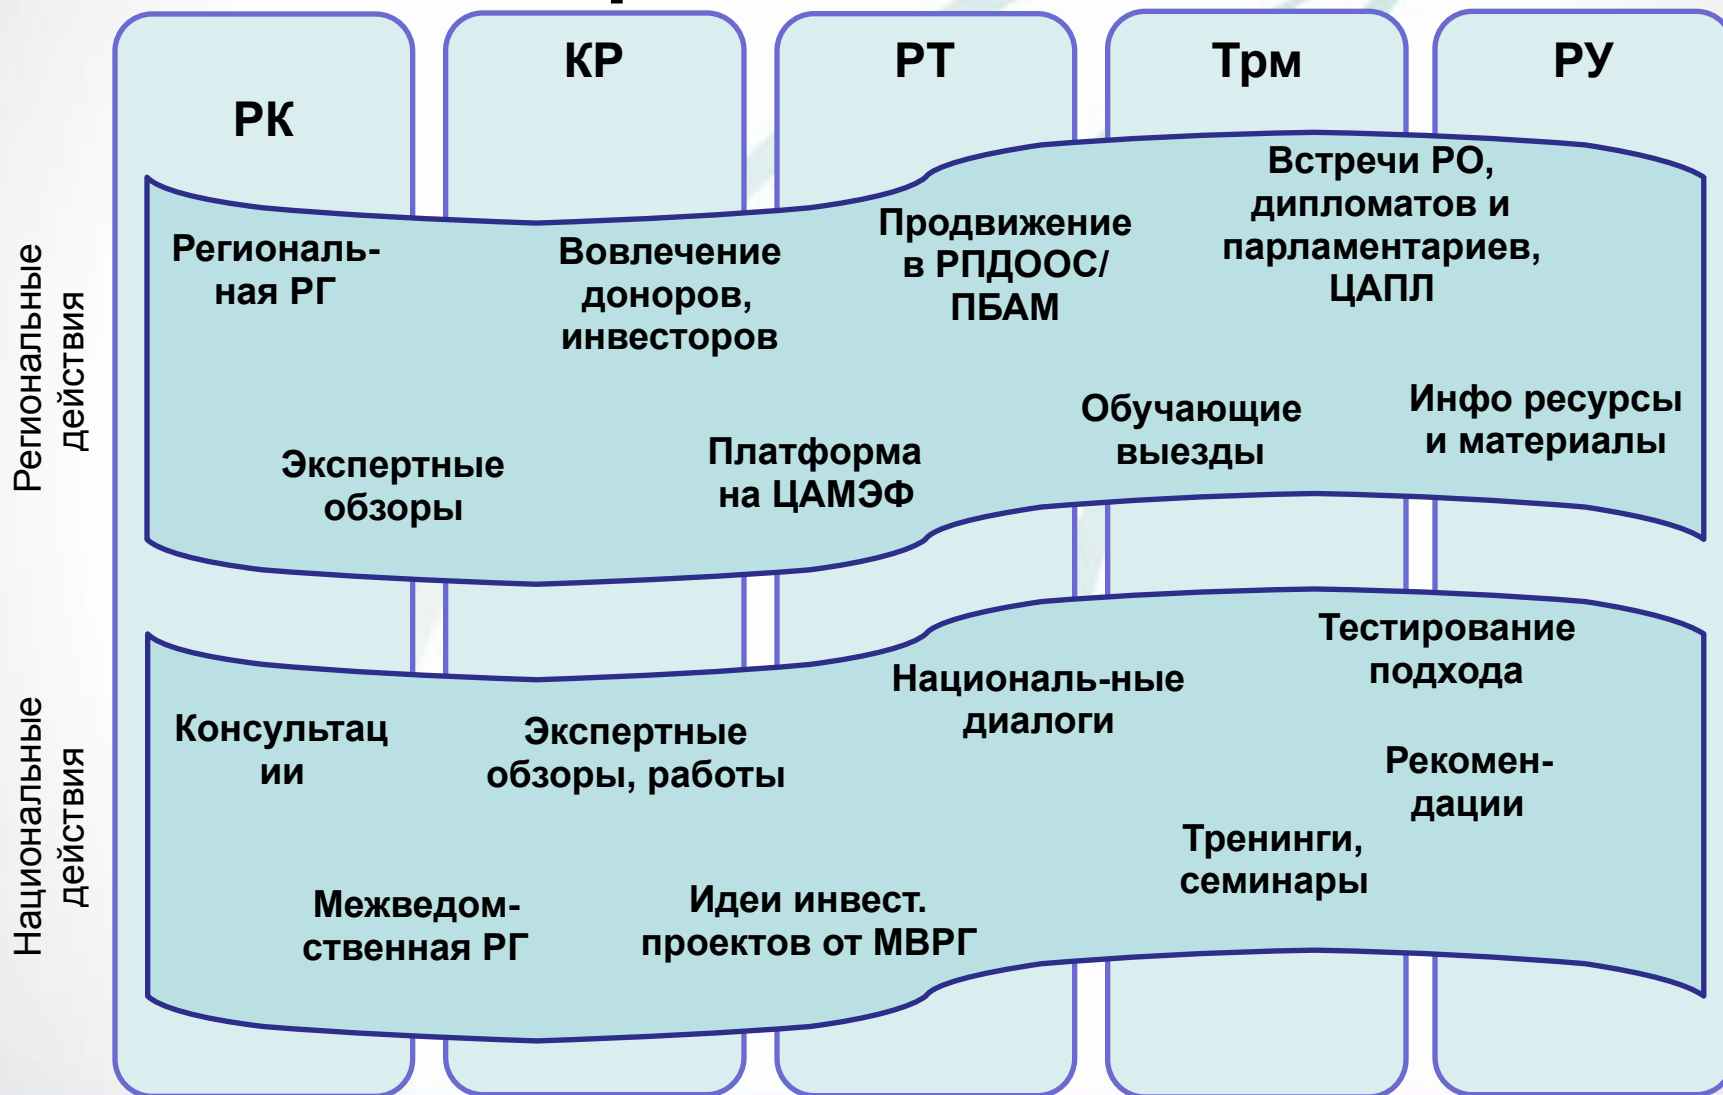 РК
КР
РТ
Трм
РУ
Региональные
действия
Региональ-
ная РГ
Вовлечение
доноров,
инвесторов
Продвижение
в РПДООС/
ПБАМ
Встречи РО,
дипломатов и
парламентариев,
ЦАПЛ
Экспертные
обзоры
Платформа
на ЦАМЭФ
Обучающие
выезды
Инфо ресурсы
и материалы
Национальные
действия
Консультац
ии
Экспертные
обзоры, работы
Националь-ные
диалоги
Тестирование
подхода
Рекомен-
дации
Межведом-
ственная РГ
Идеи инвест.
проектов от МВРГ
Тренинги,
семинары